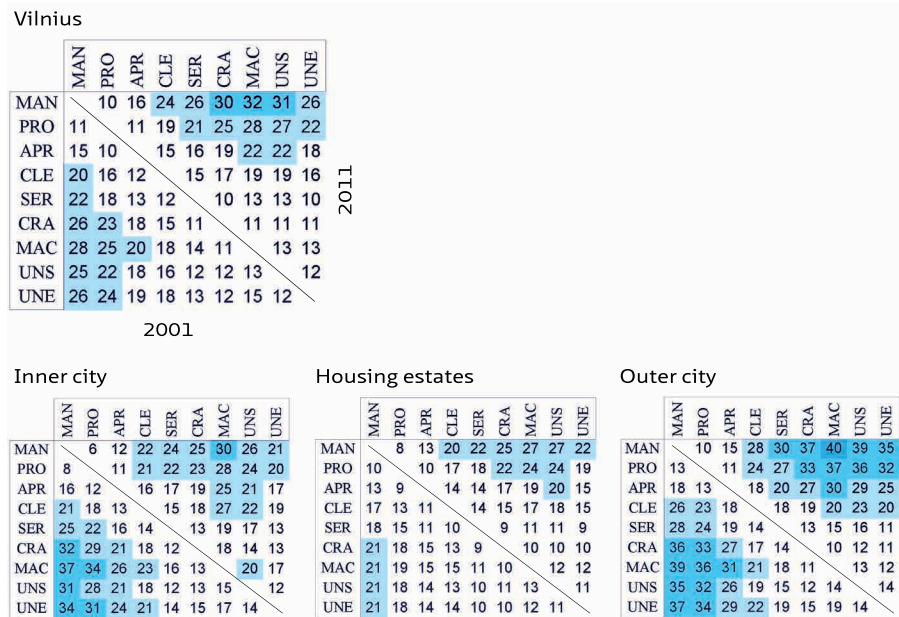 Vilnius
MAN PRO APR CLE SER CRA MAC UNS UNE
MAN 10 16 24 26 30 32 31 26
PRO 11 11 19 21 25 28 27 22
APR 15 10 15 16 19 22 22 18
CLE 20 16 12 15 17 19 19 16
SER 22 18 13 12 10 13 13 10
CRA 26 23 18 15 11 11 11 11
MAC 28 25 20 18 14 11 13 13
UNS 25 22 18 16 12 12 13 12
UNE 26 24 19 18 13 12 15 12
2011
2001
Inner city
MAN PRO APR CLE SER CRA MAC UNS UNE
MAN 6 12 22 24 25 30 26 21
PRO 8 11 21 22 23 28 24 20
APR 16 12 16 17 19 25 21 17
CLE 21 18 13 15 18 27 22 19
SER 25 22 16 14 13 19 17 13
CRA 32 29 21 18 12 18 14 13
MAC 37 34 26 23 16 13 20 17
UNS 31 28 21 18 12 13 15 12
UNE 34 31 24 21 14 15 17 14
Housing estates
MAN PRO APR CLE SER CRA MAC UNS UNE
MAN 8 13 20 22 25 27 27 22
PRO 10 10 17 18 22 24 24 19
APR 13 9 14 14 17 19 20 15
CLE 17 13 11 14 15 17 18 15
SER 18 15 11 10 9 11 11 9
CRA 21 18 15 13 9 10 10 10
MAC 21 19 15 15 11 10 12 12
UNS 21 18 14 13 10 11 13 11
UNE 21 18 14 14 10 10 12 11
Outer city
MAN PRO APR CLE SER CRA MAC UNS UNE
MAN 10 15 28 30 37 40 39 35
PRO 13 11 24 27 33 37 36 32
APR 18 13 18 20 27 30 29 25
CLE 26 23 18 18 19 20 23 20
SER 28 24 19 14 13 15 16 11
CRA 36 33 27 17 14 10 12 11
MAC 39 36 31 21 18 11 13 12
UNS 35 32 26 19 15 12 14 14
UNE 37 34 29 22 19 15 19 14